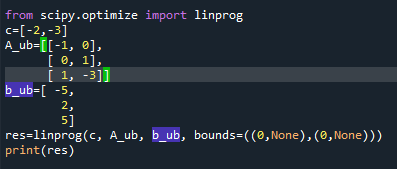 from scipy.optimize import linprog
c=[-2,-3]
A_ub=[[-1, 0],
      [ 0, 1],
      [ 1, -3]]
b_ub=[ -5,
        2,
        5]
res=linprog(c, A_ub, b_ub, bounds=((0,None),(0,None)))
print(res)